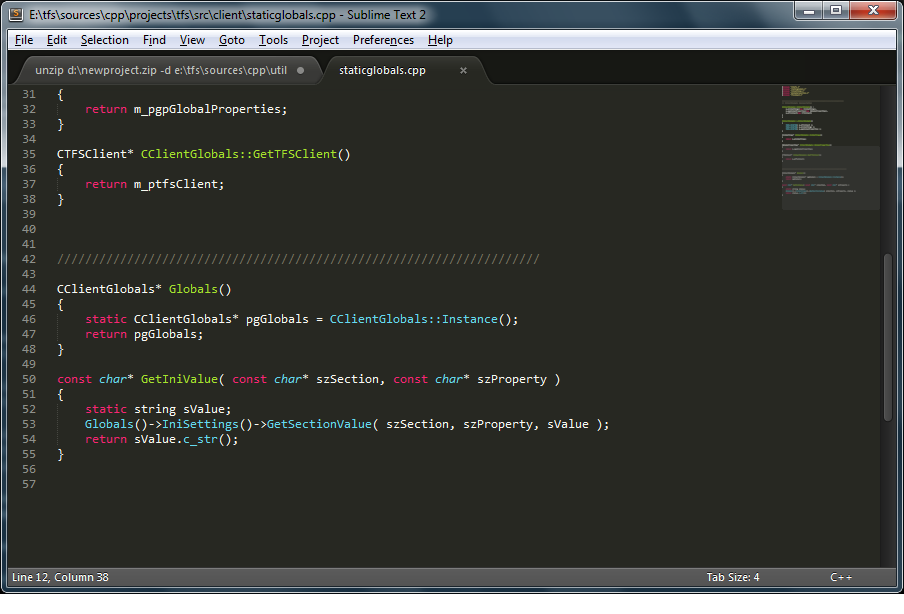 E:\tfs\sources\cpp\projects\tfs\src\client\staticglobals.cpp - Sublime Text 2
File Edit Selection Find View Goto Tools Project Preferences Help
unzip d:\newproject.zip -d e:\tfs\sources\cpp\util staticglobals.cpp ×
31 {
32 return m_pgpGlobalProperties;
33 }
34
35 CTFSClient* CClientGlobals::GetTFSClient()
36 {
37 return m_ptfsClient;
38 }
39
40
41
42 /////////////////////////////////////////////////////////////////////
43
44 CClientGlobals* Globals()
45 {
46 static CClientGlobals* pgGlobals = CClientGlobals::Instance();
47 return pgGlobals;
48 }
49
50 const char* GetIniValue( const char* szSection, const char* szProperty )
51 {
52 static string sValue;
53 Globals()->IniSettings()->GetSectionValue( szSection, szProperty, sValue );
54 return sValue.c_str();
55 }
56
57
Line 12, Column 38 Tab Size: 4 C++